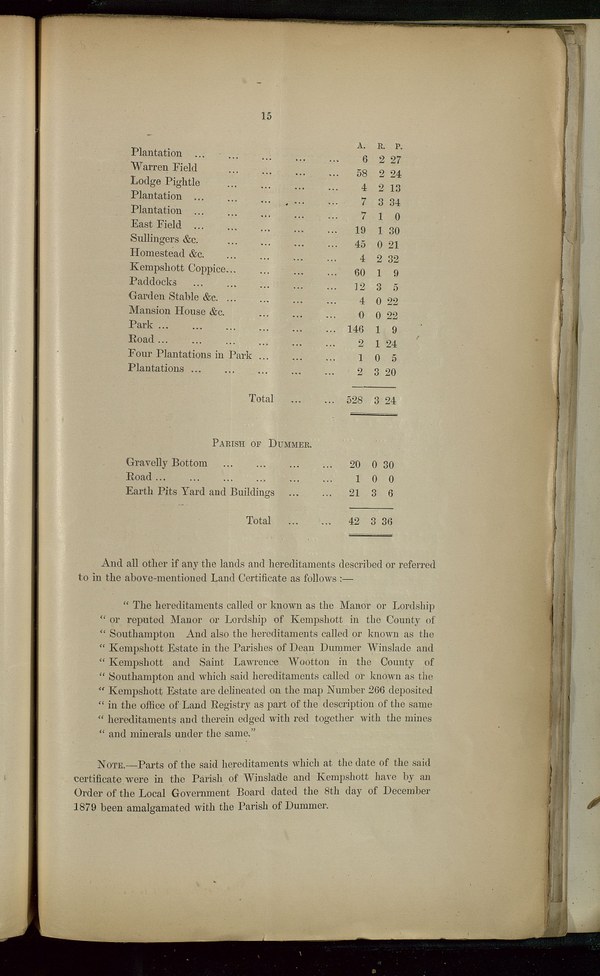 15
A. R. P.
Plantation ... ... ... ... ... 6 2 27
Warren Field ... ... ... ... 58 2 24
Lodge Pightle ... ... ... ... 4 2 13
Plantation ... ... ... ... ... 7 3 34
Plantation ... ... ... ... ... 7 1 0
East Field ... ... ... ... ... 19 1 30
Sullingers &c. ... ... ... ... 45 0 21
Homestead &c. ... ... ... ... 4 2 32
Kempshott Coppice... ... ... ... 60 1 9
Paddocks ... ... ... ... ... 12 3 5
Garden Stable &c. ... ... ... ... 4 0 22
Mansion House &c. ... ... ... 0 0 22
Park ... ... ... ... ... ... 146 1 9
Road ... ... ... ... ... ... 2 1 24
Four Plantations in Park ... ... ... 1 0 5
Plantations ... ... ... ... ... 2 3 20
Total ... ... 528 3 24
PARISH OF DUMMER.
Gravelly Bottom ... ... ... ... 20 0 30
Road ... ... ... ... ... ... 1 0 0
Earth Pits Yard and Buildings ... ... 21 3 6
Total ... ... 42 3 36
And all other if any the lands and hereditaments described or referred
to in the above-mentioned Land Certificate as follows :—
" The hereditaments called or known as the Manor or Lordship
" or reputed Manor or Lordship of Kempshott in the County of
" Southampton And also the hereditaments called or known as the
" Kempshott Estate in the Parishes of Dean Dummer Winslade and
" Kempshott and Saint Lawrence Wootton in the County of
" Southampton and which said hereditaments called or known as the
" Kempshott Estate are delineated on the map Number 266 deposited
" in the office of Land Registry as part of the description of the same
" hereditaments and therein edged with red together with the mines
" and minerals under the same."
NOTE.—Parts of the said hereditaments which at the date of the said
certificate were in the Parish of Winslade and Kempshott have by an
Order of the Local Government Board dated the 8th day of December
1879 been amalgamated with the Parish of Dummer.